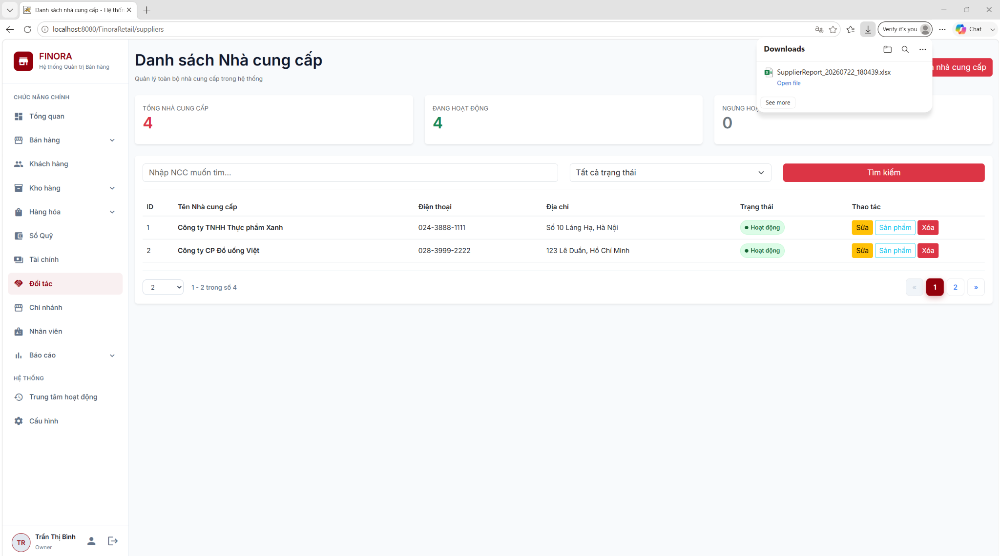 Danh sách nhà cung cấp - Hệ thốn
localhost:8080/FinoraRetail/suppliers
Verify it's you
Chat
FINORA
Hệ thống Quản trị Bán hàng
CHỨC NĂNG CHÍNH
Tổng quan
Bán hàng
Khách hàng
Kho hàng
Hàng hóa
Sổ Quỹ
Tài chính
Đối tác
Chi nhánh
Nhân viên
Báo cáo
HỆ THỐNG
Trung tâm hoạt động
Cấu hình
TR
Trần Thị Bình
Owner
Danh sách Nhà cung cấp
Quản lý toàn bộ nhà cung cấp trong hệ thống
nhà cung cấp
Downloads
SupplierReport_20260722_180439.xlsx
Open file
See more
TỔNG NHÀ CUNG CẤP
4
ĐANG HOẠT ĐỘNG
4
NGƯNG HOẠ
0
Nhập NCC muốn tìm...
Tất cả trạng thái
Tìm kiếm
ID Tên Nhà cung cấp Điện thoại Địa chỉ Trạng thái Thao tác
1 Công ty TNHH Thực phẩm Xanh 024-3888-1111 Số 10 Láng Hạ, Hà Nội Hoạt động Sửa Sản phẩm Xóa
2 Công ty CP Đồ uống Việt 028-3999-2222 123 Lê Duẩn, Hồ Chí Minh Hoạt động Sửa Sản phẩm Xóa
2 1 - 2 trong số 4 « 1 2 »